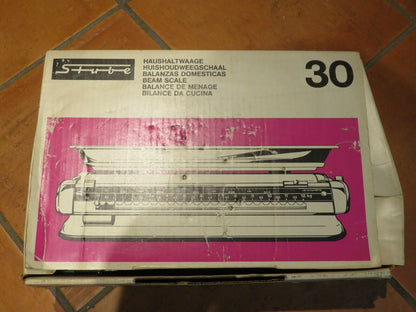 Stube
HAUSHALTWAAGE
HUISHOUDWEEGSCHAAL
BALANZAS DOMESTICAS
BEAM SCALE
BALANCE DE MENAGE
BILANCE DA CUCINA
30